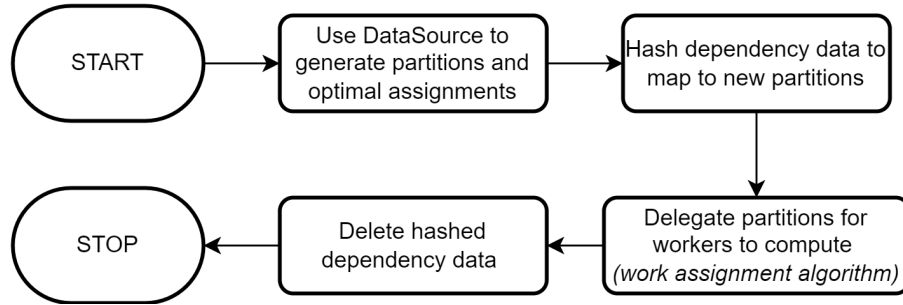 START
Use DataSource to
generate partitions and
optimal assignments
Hash dependency data to
map to new partitions
Delegate partitions for
workers to compute
(work assignment algorithm)
Delete hashed
dependency data
STOP